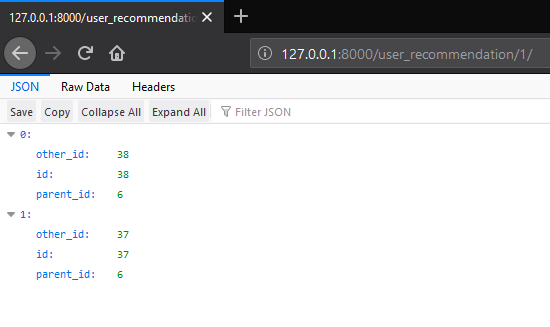 127.0.0.1:8000/user_recommendatio
127.0.0.1:8000/user_recommendation/1/
JSON Raw Data Headers
Save Copy Collapse All Expand All Filter JSON
0:
other_id: 38
id: 38
parent_id: 6
1:
other_id: 37
id: 37
parent_id: 6